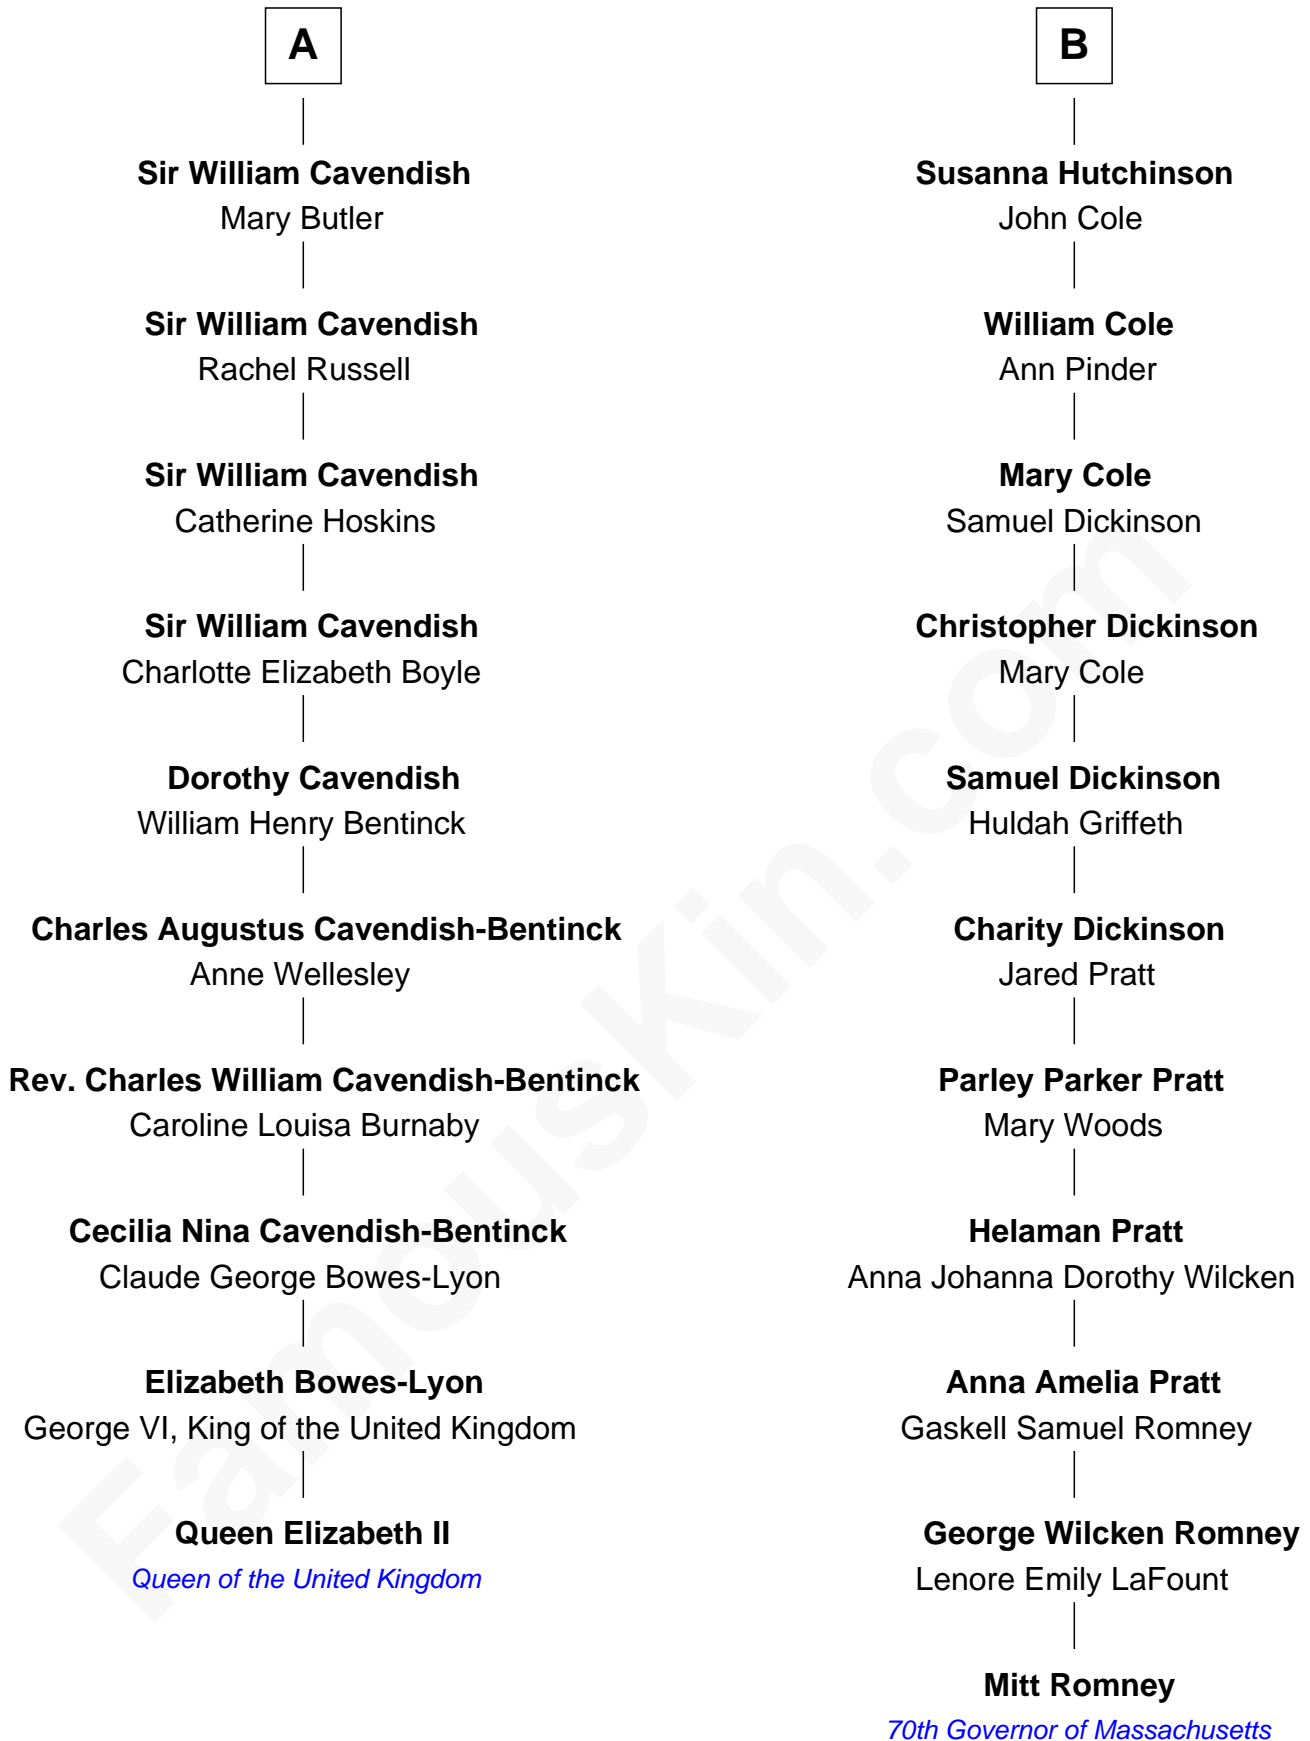 A
Sir William Cavendish
Mary Butler
Sir William Cavendish
Rachel Russell
Sir William Cavendish
Catherine Hoskins
Sir William Cavendish
Charlotte Elizabeth Boyle
Dorothy Cavendish
William Henry Bentinck
Charles Augustus Cavendish-Bentinck
Anne Wellesley
Rev. Charles William Cavendish-Bentinck
Caroline Louisa Burnaby
Cecilia Nina Cavendish-Bentinck
Claude George Bowes-Lyon
Elizabeth Bowes-Lyon
George VI, King of the United Kingdom
Queen Elizabeth II
Queen of the United Kingdom
B
Susanna Hutchinson
John Cole
William Cole
Ann Pinder
Mary Cole
Samuel Dickinson
Christopher Dickinson
Mary Cole
Samuel Dickinson
Huldah Griffeth
Charity Dickinson
Jared Pratt
Parley Parker Pratt
Mary Woods
Helaman Pratt
Anna Johanna Dorothy Wilcken
Anna Amelia Pratt
Gaskell Samuel Romney
George Wilcken Romney
Lenore Emily LaFount
Mitt Romney
70th Governor of Massachusetts
FamousKin.com